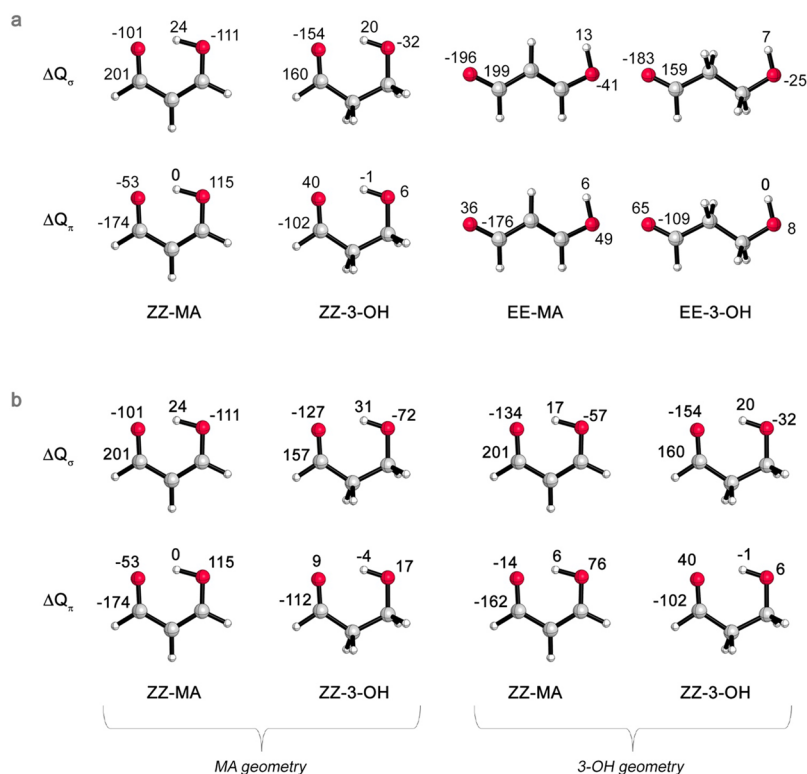 a
-101 24 -111 -154 20 -32 13 7
ΔQσ -196 199 -41 -183 159 -25
201 160
0 -1 6 0
-53 115 40 6
ΔQπ 36 -176 49 65 -109 8
-174 -102
ZZ-MA ZZ-3-OH EE-MA EE-3-OH
b
-101 24 -111 -127 31 -72 -134 17 -57 -154 20 -32
ΔQσ 201 157 201 160
-53 0 115 9 -4 17 -14 6 76 40 -1 6
ΔQπ -174 -112 -162 -102
ZZ-MA ZZ-3-OH ZZ-MA ZZ-3-OH
MA geometry 3-OH geometry